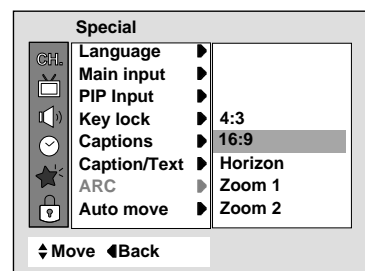 Special
CH.
Language
Main input
PIP Input
Key lock
Captions
Caption/Text
ARC
Auto move
4:3
16:9
Horizon
Zoom 1
Zoom 2
Move Back